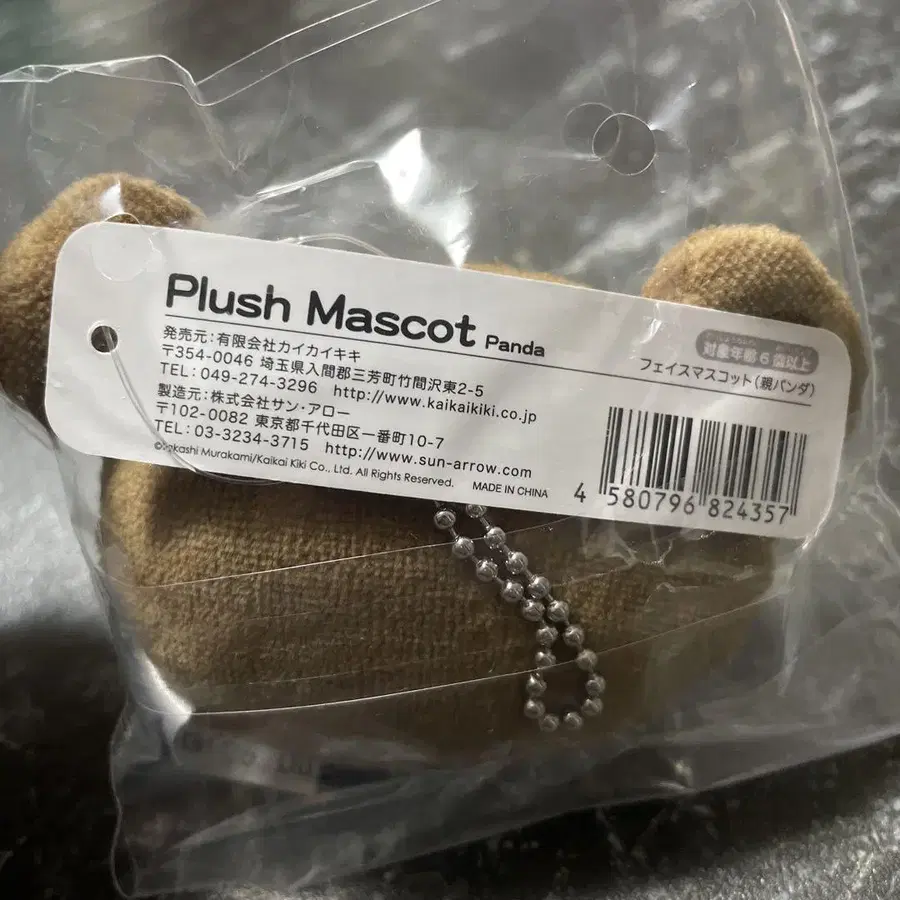 Plush Mascot Panda
発売元:有限会社カイカイキキ
〒354-0046 埼玉県入間郡三芳町竹間沢東2-5
TEL:049-274-3296 http://www.kaikaikiki.co.jp
製造元:株式会社サン・アロー
〒102-0082 東京都千代田区一番町10-7
TEL:03-3234-3715 http://www.sun-arrow.com
Murakami/Kaikai Kiki Co., Ltd. All Rights Reserved. MADE IN CHINA
対象年齢6歳以上
フェイスマスコット(親パンダ)
4 580796 824357